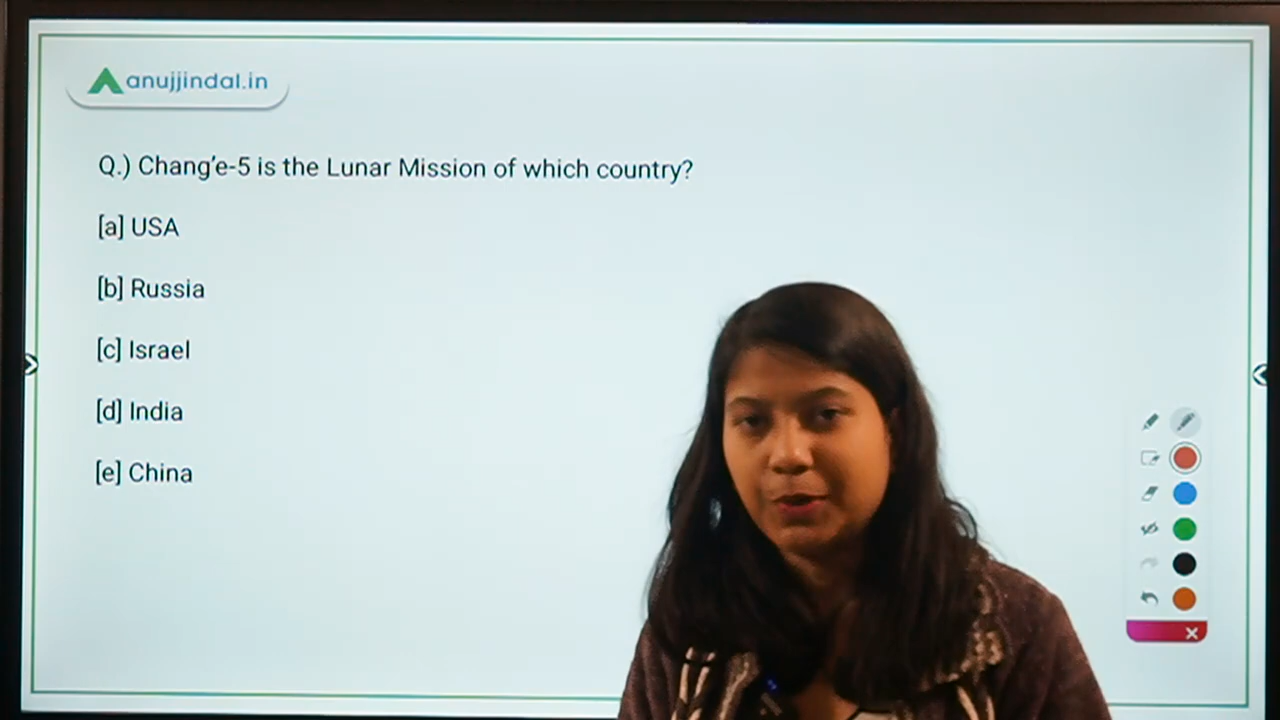 anujjindal.in
Q.) Chang’e-5 is the Lunar Mission of which country?
[a] USA
[b] Russia
[c] Israel
[d] India
[e] China